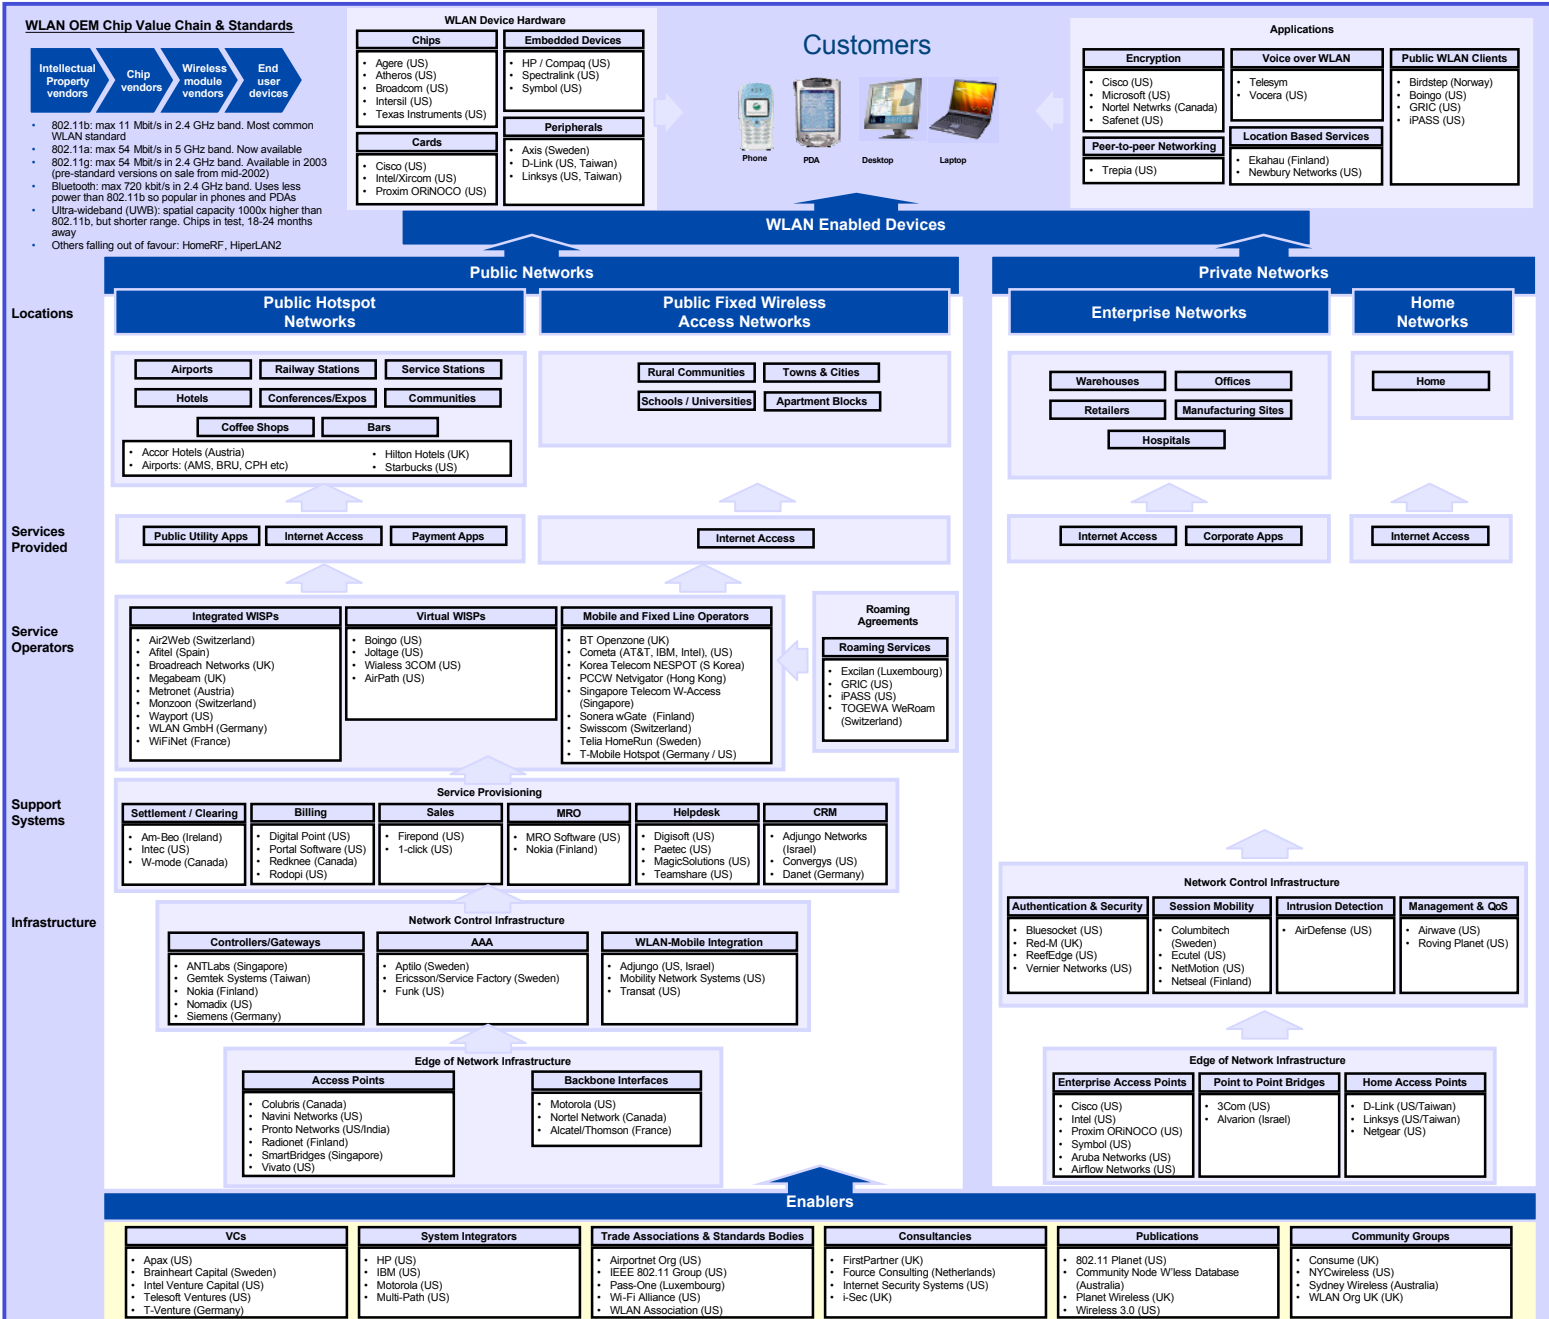 WLAN OEM Chip Value Chain & Standards
Intellectual
Property
vendors
Chip
vendors
Wireless
module
vendors
End
user
devices
• 802.11b: max 11 Mbit/s in 2.4 GHz band. Most common
WLAN standard
• 802.11a: max 54 Mbit/s in 5 GHz band. Now available
• 802.11g: max 54 Mbit/s in 2.4 GHz band. Available in 2003
(pre-standard versions on sale from mid-2002)
• Bluetooth: max 720 kbit/s in 2.4 GHz band. Uses less
power than 802.11b so popular in phones and PDAs
• Ultra-wideband (UWB): spatial capacity 1000x higher than
802.11b, but shorter range. Chips in test, 18-24 months
away
• Others falling out of favour: HomeRF, HiperLAN2
WLAN Device Hardware
Chips
• Agere (US)
• Atheros (US)
• Broadcom (US)
• Intersil (US)
• Texas Instruments (US)
Cards
• Cisco (US)
• Intel/Xircom (US)
• Proxim ORiNOCO (US)
Embedded Devices
• HP / Compaq (US)
• Spectralink (US)
• Symbol (US)
Peripherals
• Axis (Sweden)
• D-Link (US, Taiwan)
• Linksys (US, Taiwan)
Customers
Phone
PDA
Desktop
Laptop
Applications
Encryption
• Cisco (US)
• Microsoft (US)
• Nortel Netwrks (Canada)
• Safenet (US)
Peer-to-peer Networking
• Trepia (US)
Voice over WLAN
• Telesym
• Vocera (US)
Location Based Services
• Ekahau (Finland)
• Newbury Networks (US)
Public WLAN Clients
• Birdstep (Norway)
• Boingo (US)
• GRIC (US)
• iPASS (US)
WLAN Enabled Devices
Public Networks
Private Networks
Locations
Public Hotspot
Networks
Public Fixed Wireless
Access Networks
Enterprise Networks
Home
Networks
Airports
Railway Stations
Service Stations
Hotels
Conferences/Expos
Communities
Coffee Shops
Bars
• Accor Hotels (Austria)
• Airports: (AMS, BRU, CPH etc)
• Hilton Hotels (UK)
• Starbucks (US)
Rural Communities
Towns & Cities
Schools / Universities
Apartment Blocks
Warehouses
Offices
Retailers
Manufacturing Sites
Hospitals
Home
Services
Provided
Public Utility Apps
Internet Access
Payment Apps
Internet Access
Internet Access
Corporate Apps
Internet Access
Service
Operators
Integrated WISPs
• Air2Web (Switzerland)
• Afitel (Spain)
• Broadreach Networks (UK)
• Megabeam (UK)
• Metronet (Austria)
• Monzoon (Switzerland)
• Wayport (US)
• WLAN GmbH (Germany)
• WiFiNet (France)
Virtual WISPs
• Boingo (US)
• Joltage (US)
• Wialess 3COM (US)
• AirPath (US)
Mobile and Fixed Line Operators
• BT Openzone (UK)
• Cometa (AT&T, IBM, Intel), (US)
• Korea Telecom NESPOT (S Korea)
• PCCW Netvigator (Hong Kong)
• Singapore Telecom W-Access
(Singapore)
• Sonera wGate (Finland)
• Swisscom (Switzerland)
• Telia HomeRun (Sweden)
• T-Mobile Hotspot (Germany / US)
Roaming
Agreements
Roaming Services
• Excilan (Luxembourg)
• GRIC (US)
• iPASS (US)
• TOGEWA WeRoam
(Switzerland)
Support
Systems
Service Provisioning
Settlement / Clearing
• Am-Beo (Ireland)
• Intec (US)
• W-mode (Canada)
Billing
• Digital Point (US)
• Portal Software (US)
• Redknee (Canada)
• Rodopi (US)
Sales
• Firepond (US)
• 1-click (US)
MRO
• MRO Software (US)
• Nokia (Finland)
Helpdesk
• Digisoft (US)
• Paetec (US)
• MagicSolutions (US)
• Teamshare (US)
CRM
• Adjungo Networks
(Israel)
• Convergys (US)
• Danet (Germany)
Infrastructure
Network Control Infrastructure
Controllers/Gateways
• ANTLabs (Singapore)
• Gemtek Systems (Taiwan)
• Nokia (Finland)
• Nomadix (US)
• Siemens (Germany)
AAA
• Aptilo (Sweden)
• Ericsson/Service Factory (Sweden)
• Funk (US)
WLAN-Mobile Integration
• Adjungo (US, Israel)
• Mobility Network Systems (US)
• Transat (US)
Network Control Infrastructure
Authentication & Security
• Bluesocket (US)
• Red-M (UK)
• ReefEdge (US)
• Vernier Networks (US)
Session Mobility
• Columbitech
(Sweden)
• Ecutel (US)
• NetMotion (US)
• Netseal (Finland)
Intrusion Detection
• AirDefense (US)
Management & QoS
• Airwave (US)
• Roving Planet (US)
Edge of Network Infrastructure
Access Points
• Colubris (Canada)
• Navini Networks (US)
• Pronto Networks (US/India)
• Radionet (Finland)
• SmartBridges (Singapore)
• Vivato (US)
Backbone Interfaces
• Motorola (US)
• Nortel Network (Canada)
• Alcatel/Thomson (France)
Edge of Network Infrastructure
Enterprise Access Points
• Cisco (US)
• Intel (US)
• Proxim ORiNOCO (US)
• Symbol (US)
• Aruba Networks (US)
• Airflow Networks (US)
Point to Point Bridges
• 3Com (US)
• Alvarion (Israel)
Home Access Points
• D-Link (US/Taiwan)
• Linksys (US/Taiwan)
• Netgear (US)
Enablers
VCs
• Apax (US)
• Brainheart Capital (Sweden)
• Intel Venture Capital (US)
• Telesoft Ventures (US)
• T-Venture (Germany)
System Integrators
• HP (US)
• IBM (US)
• Motorola (US)
• Multi-Path (US)
Trade Associations & Standards Bodies
• Airportnet Org (US)
• IEEE 802.11 Group (US)
• Pass-One (Luxembourg)
• Wi-Fi Alliance (US)
• WLAN Association (US)
Consultancies
• FirstPartner (UK)
• Fource Consulting (Netherlands)
• Internet Security Systems (US)
• i-Sec (UK)
Publications
• 802.11 Planet (US)
• Community Node W'less Database
(Australia)
• Planet Wireless (UK)
• Wireless 3.0 (US)
Community Groups
• Consume (UK)
• NYCwireless (US)
• Sydney Wireless (Australia)
• WLAN Org UK (UK)